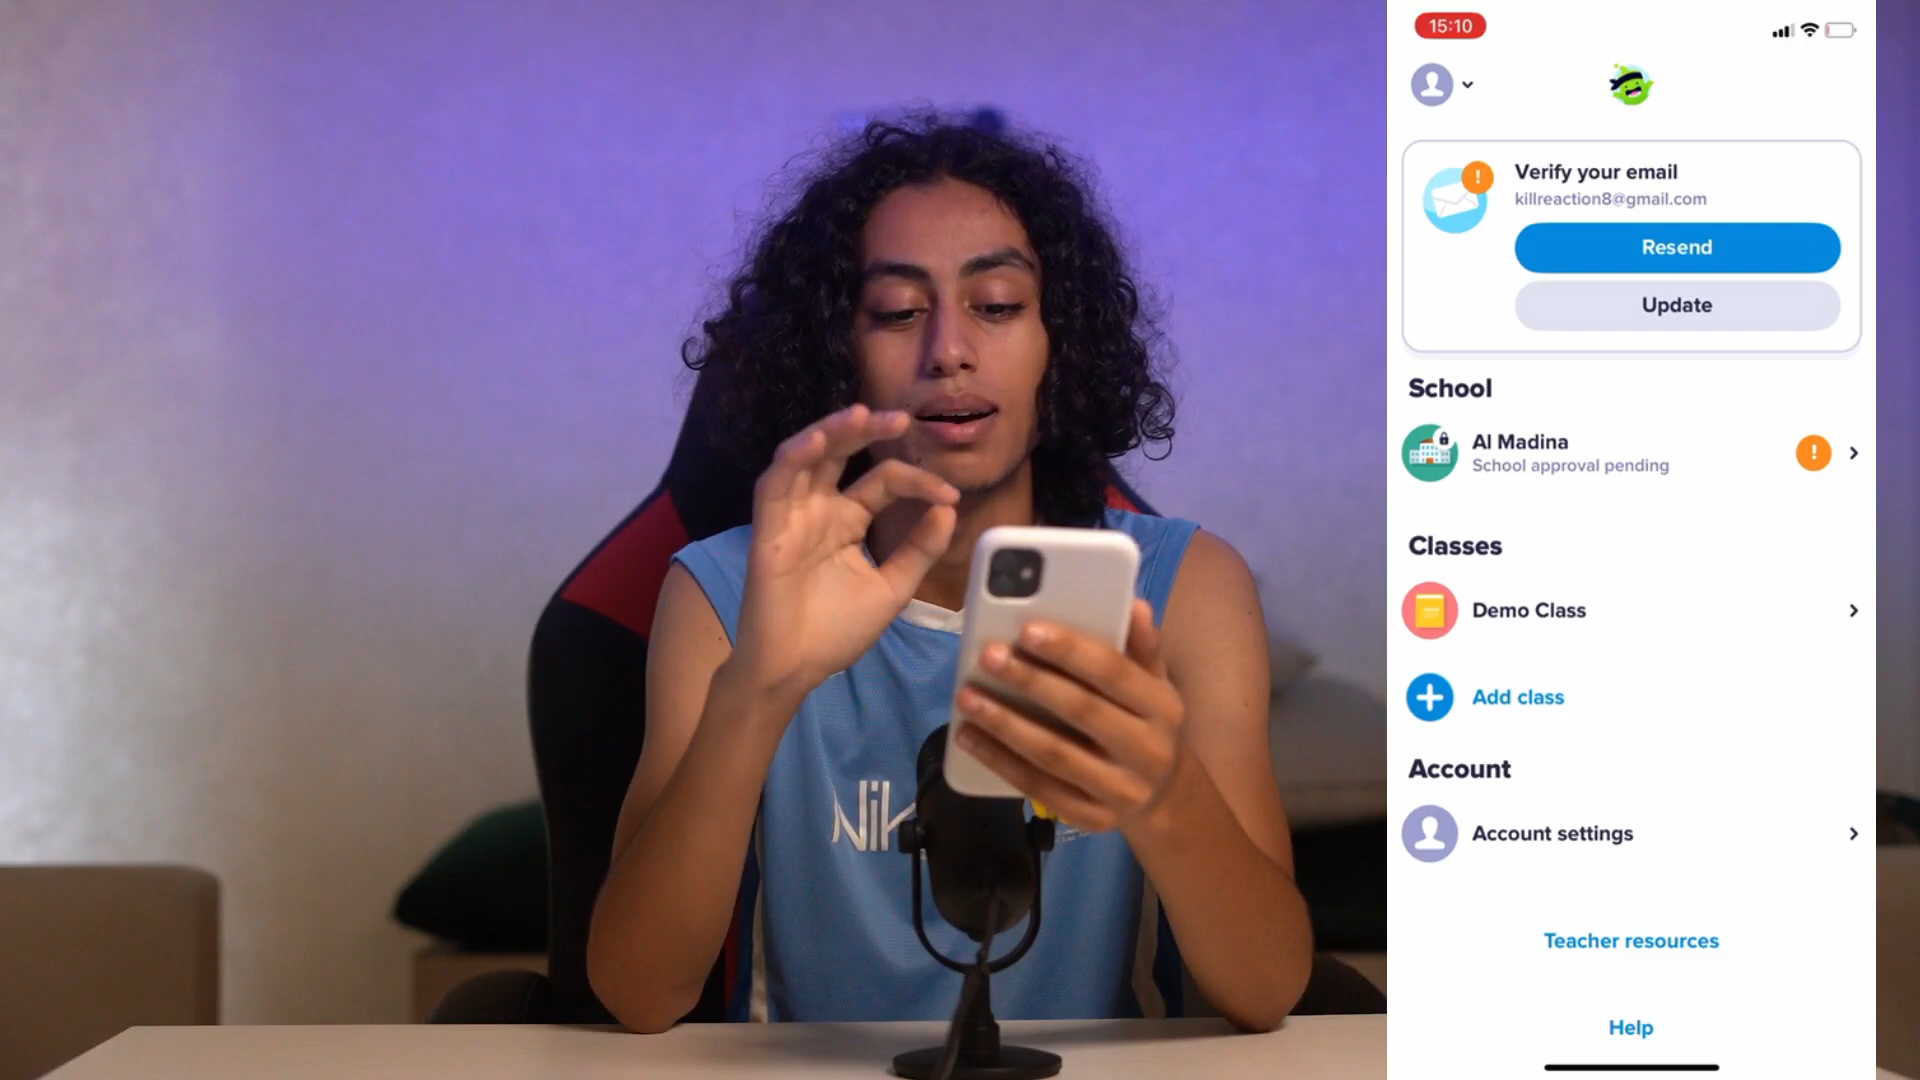 15:10
Verify your email
killreaction8@gmail.com
Resend
Update
School
Al Madina
School approval pending
Classes
Demo Class
Add class
Account
Account settings
Teacher resources
Help